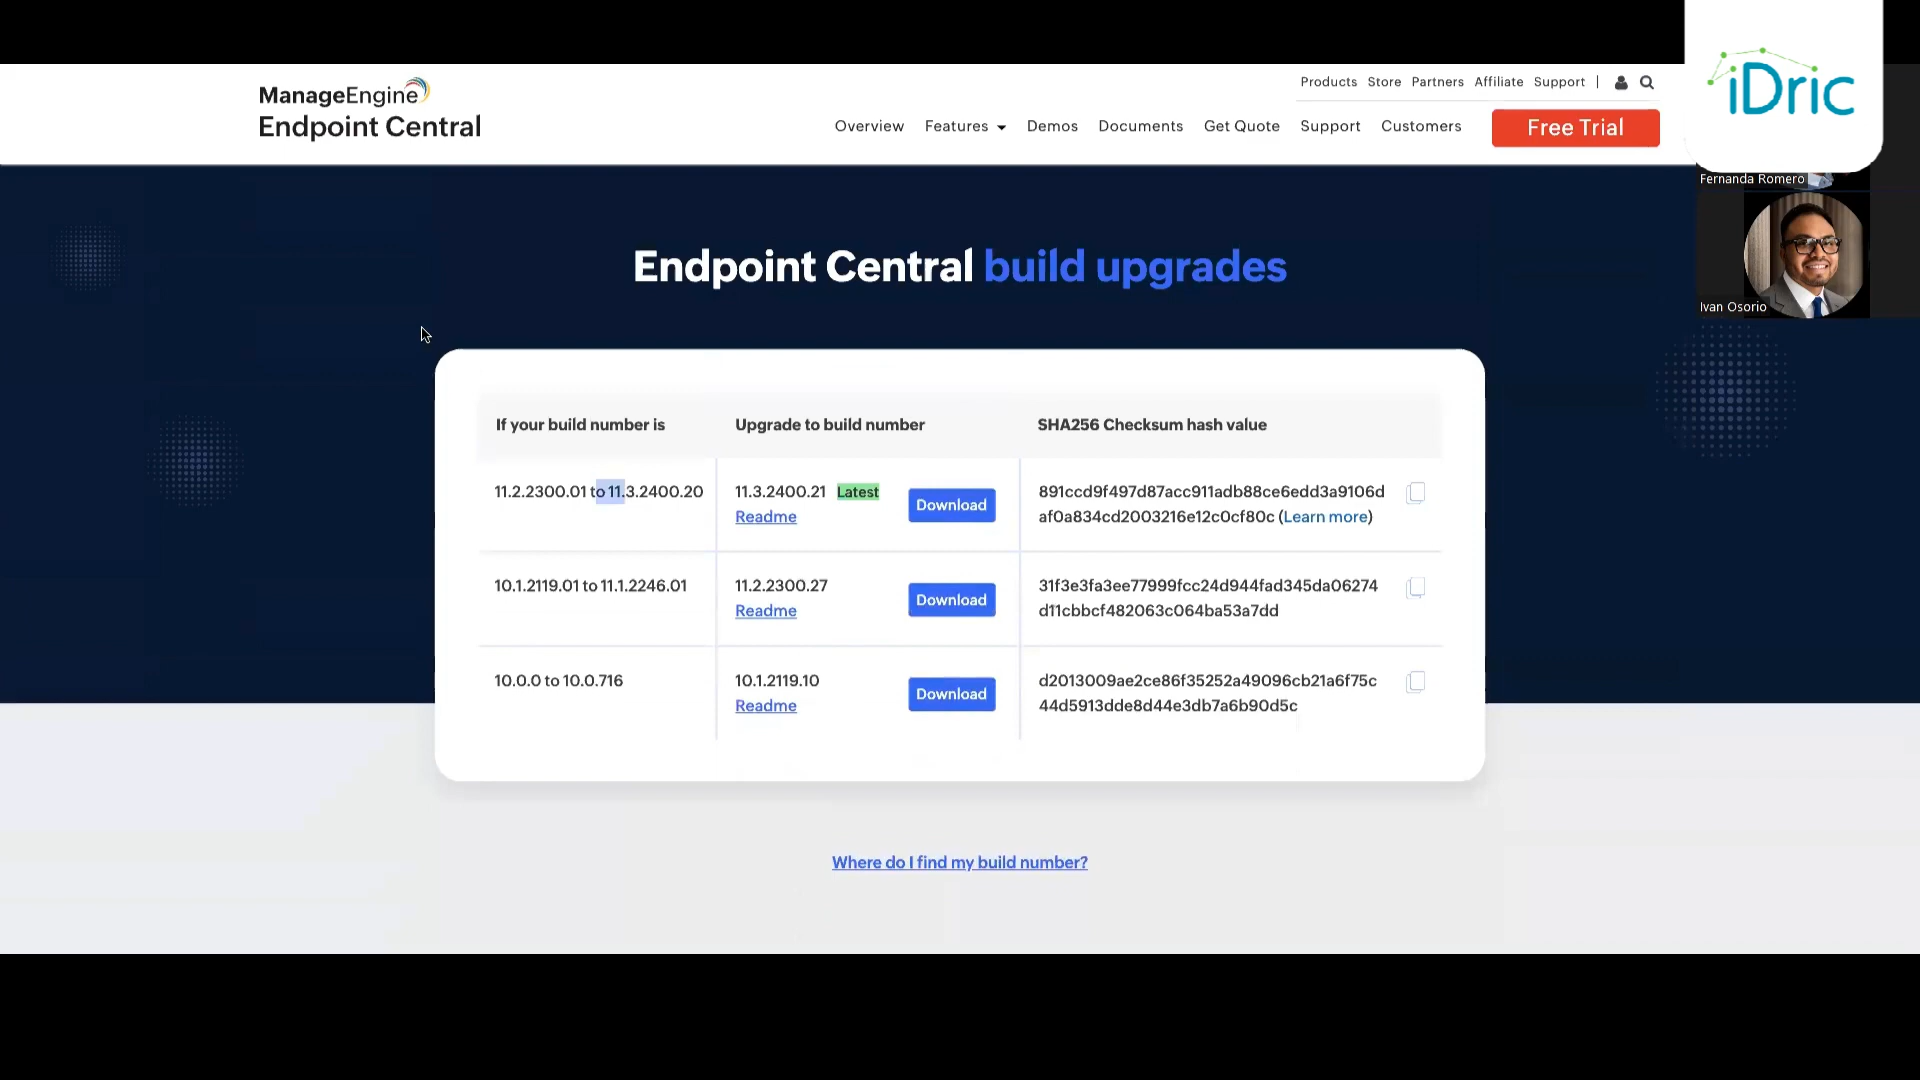 ManageEngine
Endpoint Central
Products Store Partners Affiliate Support |
Overview Features Demos Documents Get Quote Support Customers Free Trial
iDric
Fernanda Romero
Ivan Osorio
Endpoint Central build upgrades
If your build number is Upgrade to build number SHA256 Checksum hash value
11.2.2300.01 to 11.3.2400.20 11.3.2400.21 Latest Download 891ccd9f497d87acc911adb88ce6edd3a9106d
Readme af0a834cd2003216e12c0cf80c (Learn more)
10.1.2119.01 to 11.1.2246.01 11.2.2300.27 Download 31f3e3fa3ee77999fcc24d944fad345da06274
Readme d11cbbcf482063c064ba53a7dd
10.0.0 to 10.0.716 10.1.2119.10 Download d2013009ae2ce86f35252a49096cb21a6f75c
Readme 44d5913dde8d44e3db7a6b90d5c
Where do I find my build number?